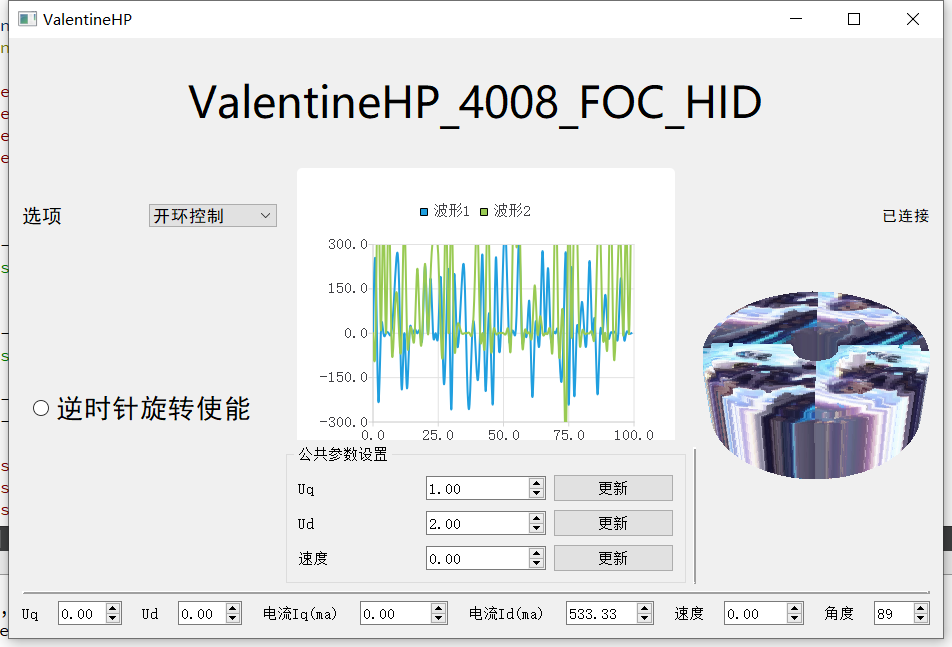 ValentineHP
ValentineHP_4008_FOC_HID
选项
开环控制
已连接
波形1 波形2
300.0
150.0
0.0
-150.0
-300.0
0.0 25.0 50.0 75.0 100.0
逆时针旋转使能
公共参数设置
Uq 1.00 更新
Ud 2.00 更新
速度 0.00 更新
Uq 0.00 Ud 0.00 电流Iq(ma) 0.00 电流Id(ma) 533.33 速度 0.00 角度 89